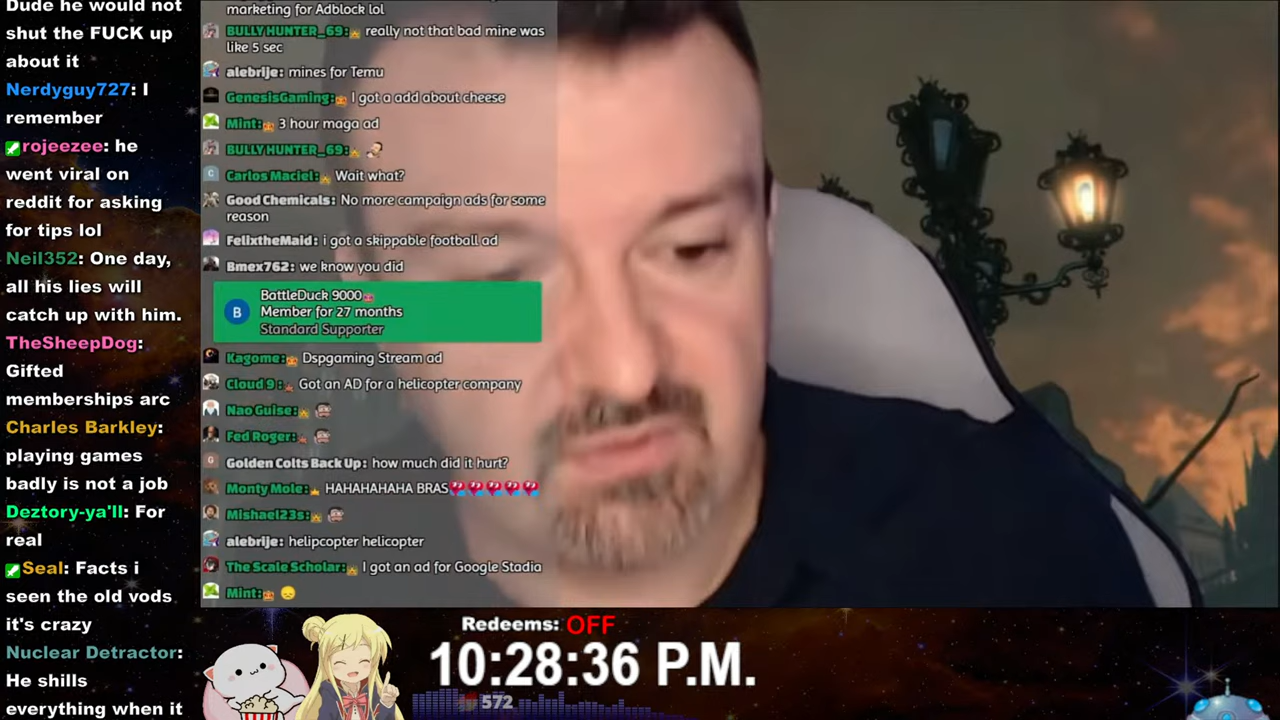 Dude he would not
shut the FUCK up
about it
Nerdyguy727: I
remember
rojeezee: he
went viral on
reddit for asking
for tips lol
Neil352: One day,
all his lies will
catch up with him.
TheSheepDog:
Gifted
memberships arc
Charles Barkley:
playing games
badly is not a job
Deztory-ya'll: For
real
Seal: Facts i
seen the old vods
it's crazy
Nuclear Detractor:
He shills
everything when it
marketing for Adblock lol
BULLY HUNTER_69: really not that bad mine was
like 5 sec
alebrije: mines for Temu
GenesisGaming: I got a add about cheese
Mint: 3 hour maga ad
BULLY HUNTER_69:
C Carlos Maciel: Wait what?
Good Chemicals: No more campaign ads for some
reason
FelixtheMaid: i got a skippable football ad
Bmex762: we know you did
BattleDuck 9000
B Member for 27 months
Standard Supporter
Kagome: Dspgaming Stream ad
Cloud 9: Got an AD for a helicopter company
Nao Guise:
Fed Roger:
G Golden Colts Back Up: how much did it hurt?
Monty Mole: HAHAHAHAHA BRAS
Mishael23s:
alebrije: helipcopter helicopter
The Scale Scholar: I got an ad for Google Stadia
Mint:
Redeems: OFF
10:28:36 P.M.
572